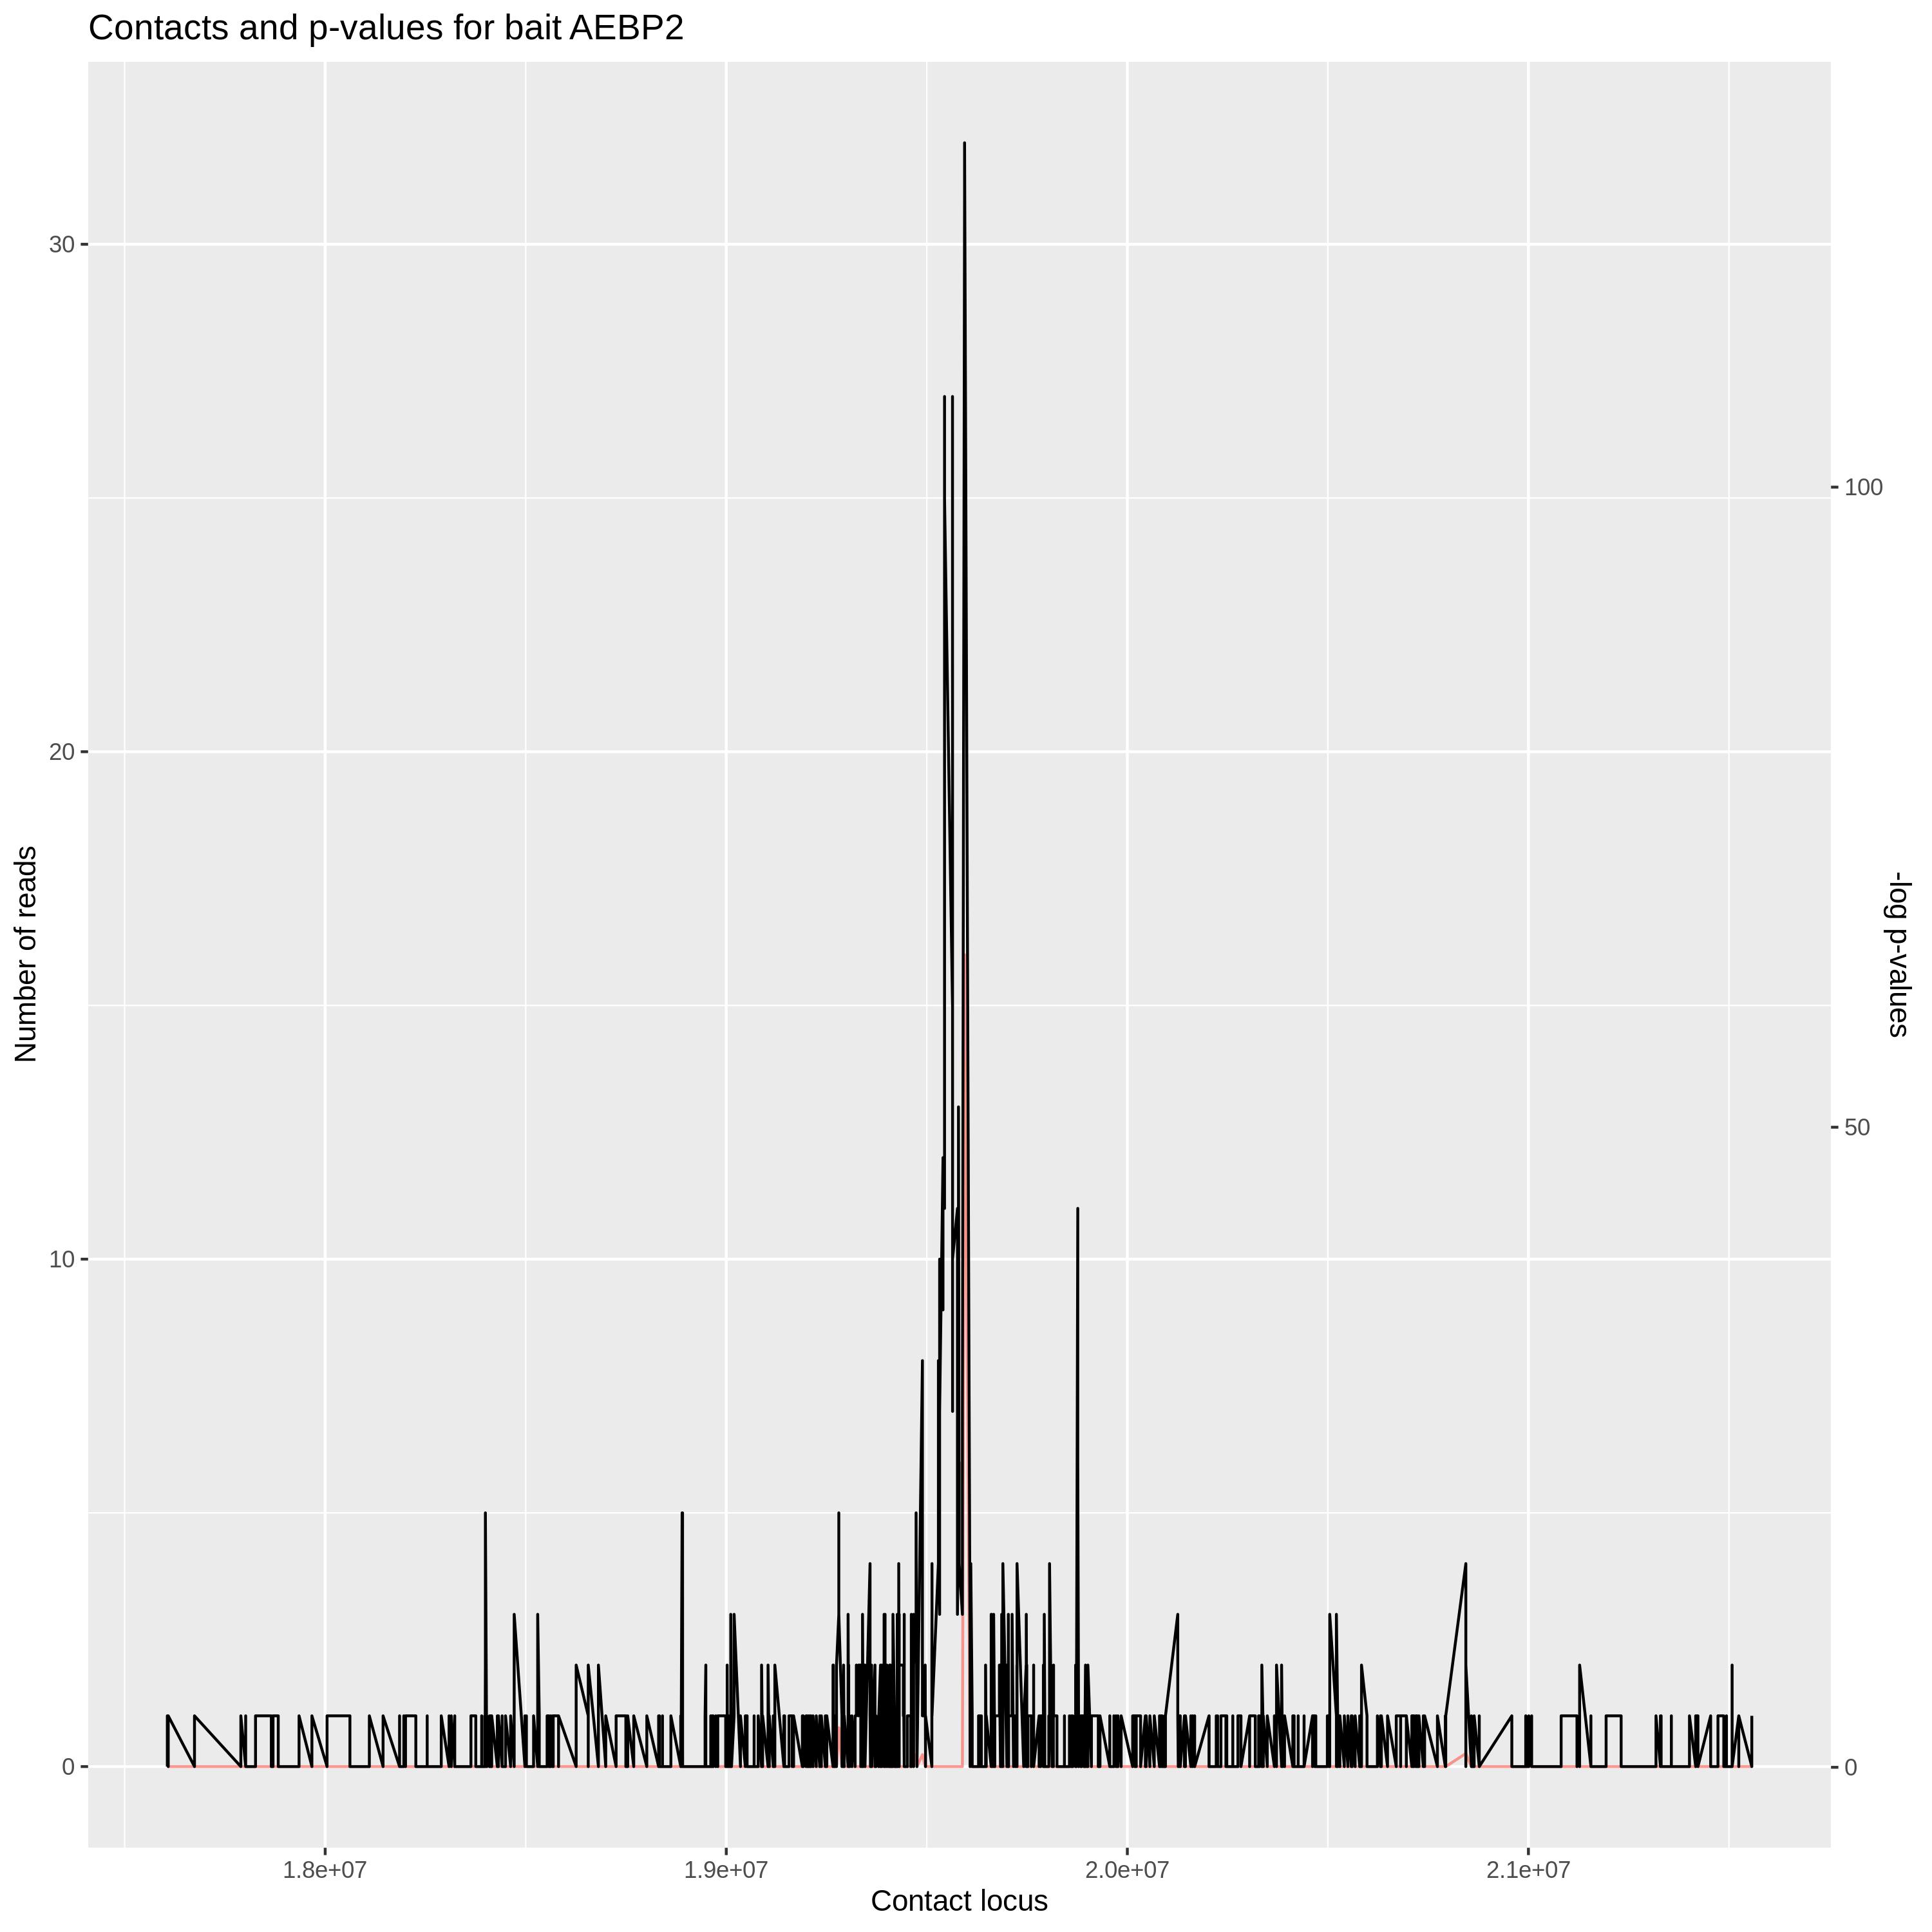 Contacts and p-values for bait AEBP2
30
20
10
0
Number of reads
100
50
0
-log p-values
1.8e+07
1.9e+07
2.0e+07
2.1e+07
Contact locus